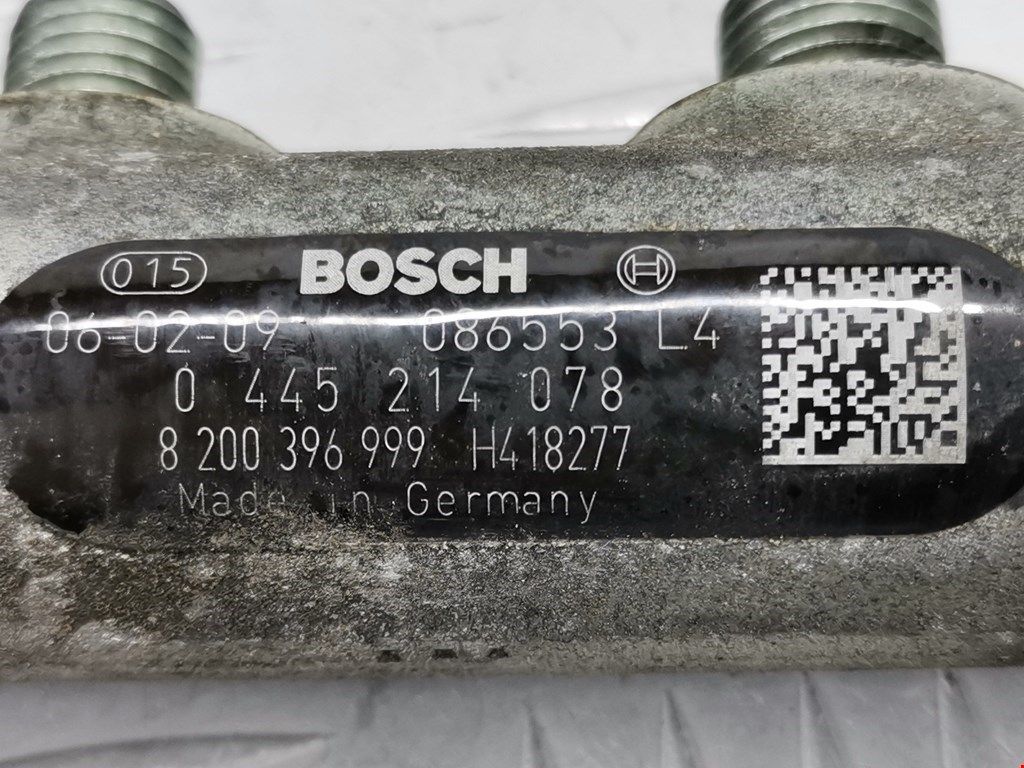 015 BOSCH
06-02-09 086553 L4
0 445 214 078
8 200 396 999 H418277
Made in Germany